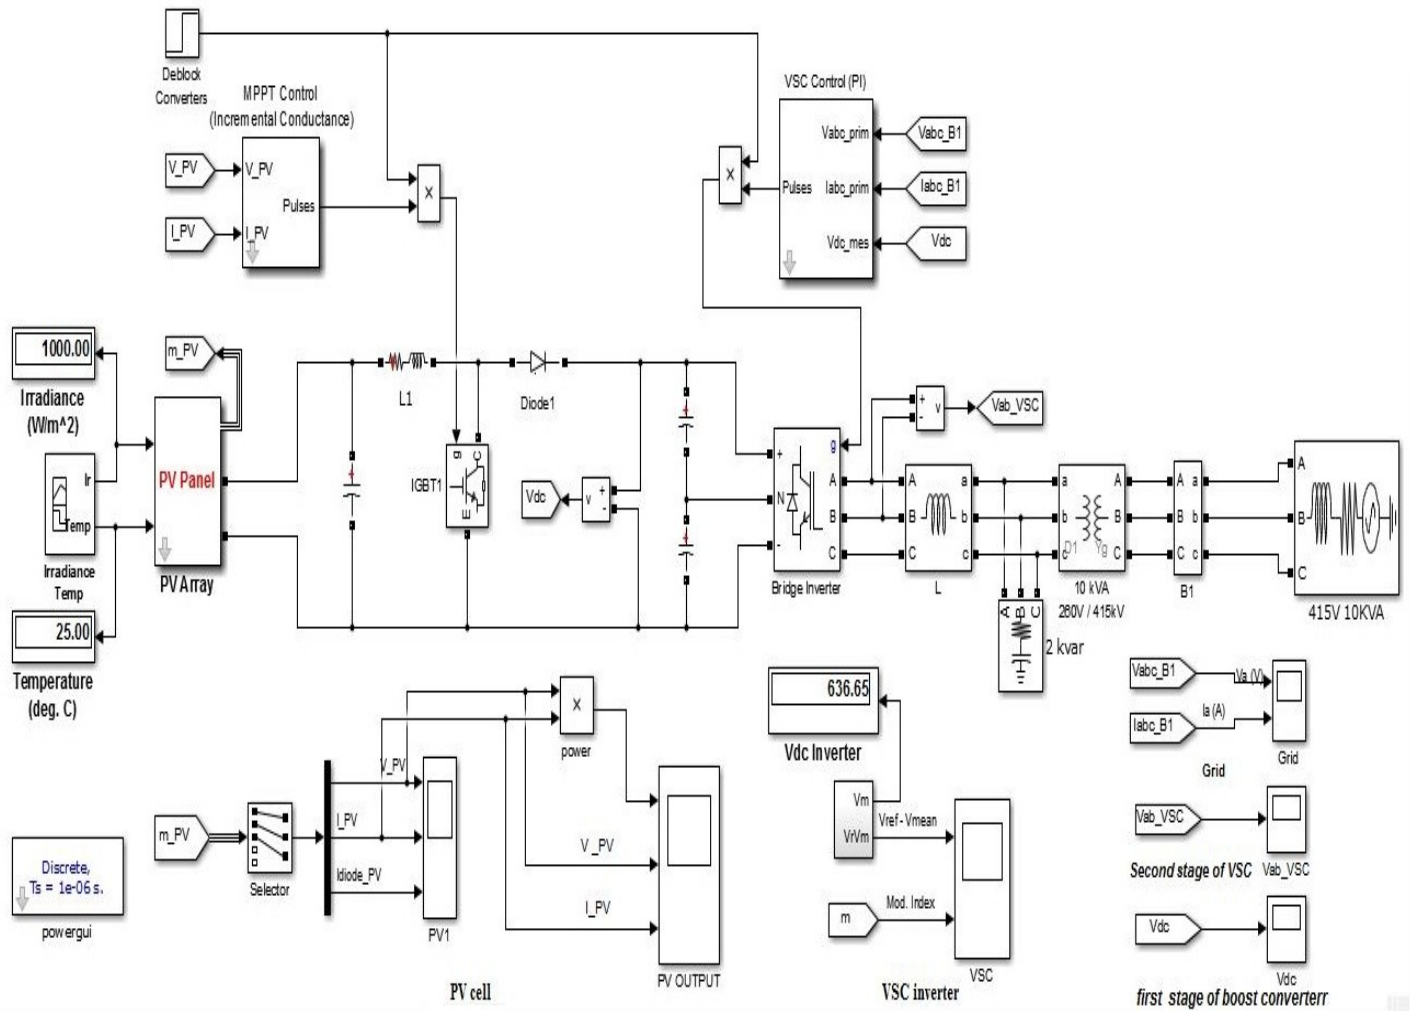 Deblock
Converters
MPPT Control
(Incremental Conductance)
V_PV
V_PV
Pulses
I_PV
I_PV
×
VSC Control (PI)
Vabc_prim
Vabc_B1
×
Pulses
Iabc_prim
Iabc_B1
Vdc_mes
Vdc
1000.00
Irradiance
(W/m^2)
m_PV
L1
Diode1
+
-
v
Vab_VSC
Ir
Temp
Irradiance
Temp
PV Panel
PV Array
25.00
Temperature
(deg. C)
+
g
C
E
IGBT1
Vdc
v
+
-
+
+
+
N
-
g
A
B
C
Bridge Inverter
A
B
C
a
b
c
L
A
B
C
2 kvar
a
b
c
D1
Yg
A
B
C
10 kVA
260V / 415kV
A
B
C
a
b
c
B1
A
B
C
415V 10KVA
m_PV
Selector
V_PV
I_PV
Idiode_PV
PV1
×
power
V _PV
I_PV
PV OUTPUT
PV cell
636.65
Vdc Inverter
Vm
VrVm
Vref - Vmean
m
Mod. Index
VSC
VSC inverter
Vabc_B1
Va (V)
Iabc_B1
Ia (A)
Grid
Grid
Vab_VSC
Second stage of VSC
Vab_VSC
Vdc
Vdc
first stage of boost converterr
Discrete,
Ts = 1e-06 s.
powergui